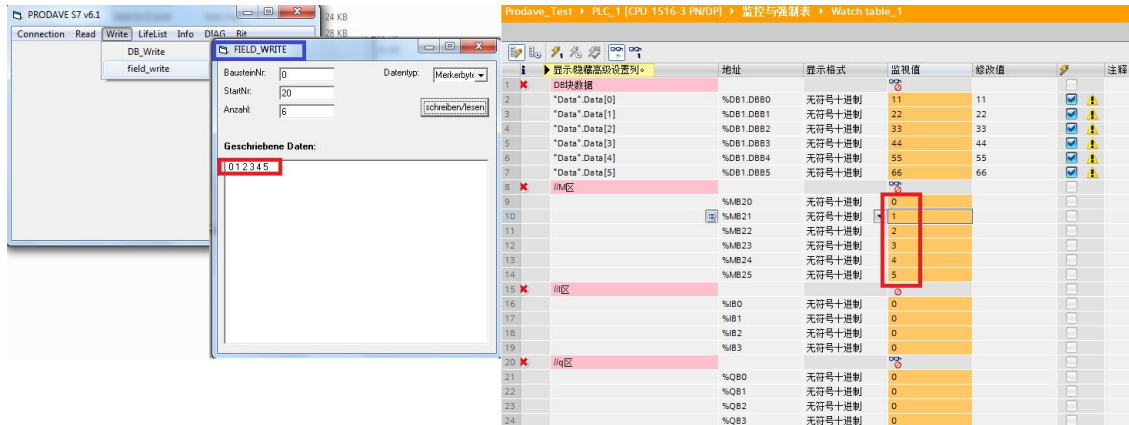 PRODAVE S7 v6.1
Connection Read Write LifeList Info DIAG Bit
DB_Write
field_write
24 KB
28 KB
FIELD_WRITE
BausteinNr: 0 Datentyp: Merkerbyte
StartNr: 20
Anzahl: 6 schreiben/lesen
Geschriebene Daten:
0 1 2 3 4 5
Prodave_Test ▸ PLC_1 [CPU 1516-3 PN/DP] ▸ 监控与强制表 ▸ Watch table_1
i 显示/隐藏高级设置列。 地址 显示格式 监视值 修改值 注释
1 DB块数据
2 "Data".Data[0] %DB1.DBB0 无符号十进制 11 11
3 "Data".Data[1] %DB1.DBB1 无符号十进制 22 22
4 "Data".Data[2] %DB1.DBB2 无符号十进制 33 33
5 "Data".Data[3] %DB1.DBB3 无符号十进制 44 44
6 "Data".Data[4] %DB1.DBB4 无符号十进制 55 55
7 "Data".Data[5] %DB1.DBB5 无符号十进制 66 66
8 //M区
9 %MB20 无符号十进制 0
10 %MB21 无符号十进制 1
11 %MB22 无符号十进制 2
12 %MB23 无符号十进制 3
13 %MB24 无符号十进制 4
14 %MB25 无符号十进制 5
15 //I区
16 %IB0 无符号十进制 0
17 %IB1 无符号十进制 0
18 %IB2 无符号十进制 0
19 %IB3 无符号十进制 0
20 //q区
21 %QB0 无符号十进制 0
22 %QB1 无符号十进制 0
23 %QB2 无符号十进制 0
24 %QB3 无符号十进制 0